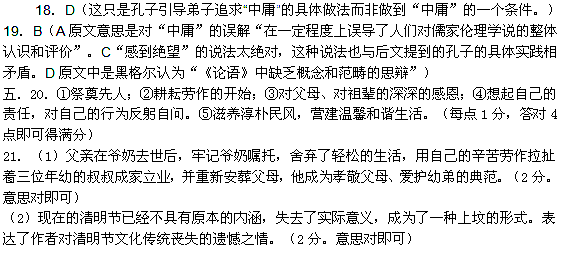 18．D（这只是孔子引导弟子追求“中庸”的具体做法而非做到“中庸”的一个条件。）
19．B（A 原文意思是对“中庸”的误解“在一定程度上误导了人们对儒家伦理学说的整体
认识和评价”。C“感到绝望”的说法太绝对，这种说法也与后文提到的孔子的具体实践相
矛盾。D 原文中是黑格尔认为“《论语》中缺乏概念和范畴的思辩”）
五．20．①祭奠先人；②耕耘劳作的开始；③对父母、对祖辈的深深的感恩；④想起自己的
责任，对自己的行为反躬自问。⑤滋养淳朴民风，营建温馨和谐生活。（每点 1 分，答对 4
点即可得满分）
21．（1）父亲在爷奶去世后，牢记爷奶嘱托，舍弃了轻松的生活，用自己的辛苦劳作拉扯
着三位年幼的叔叔成家立业，并重新安葬父母，他成为孝敬父母、爱护幼弟的典范。（2 分。
意思对即可）
（2）现在的清明节已经不具有原本的内涵，失去了实际意义，成为了一种上坟的形式。表
达了作者对清明节文化传统丧失的遗憾之情。（2 分。意思对即可）